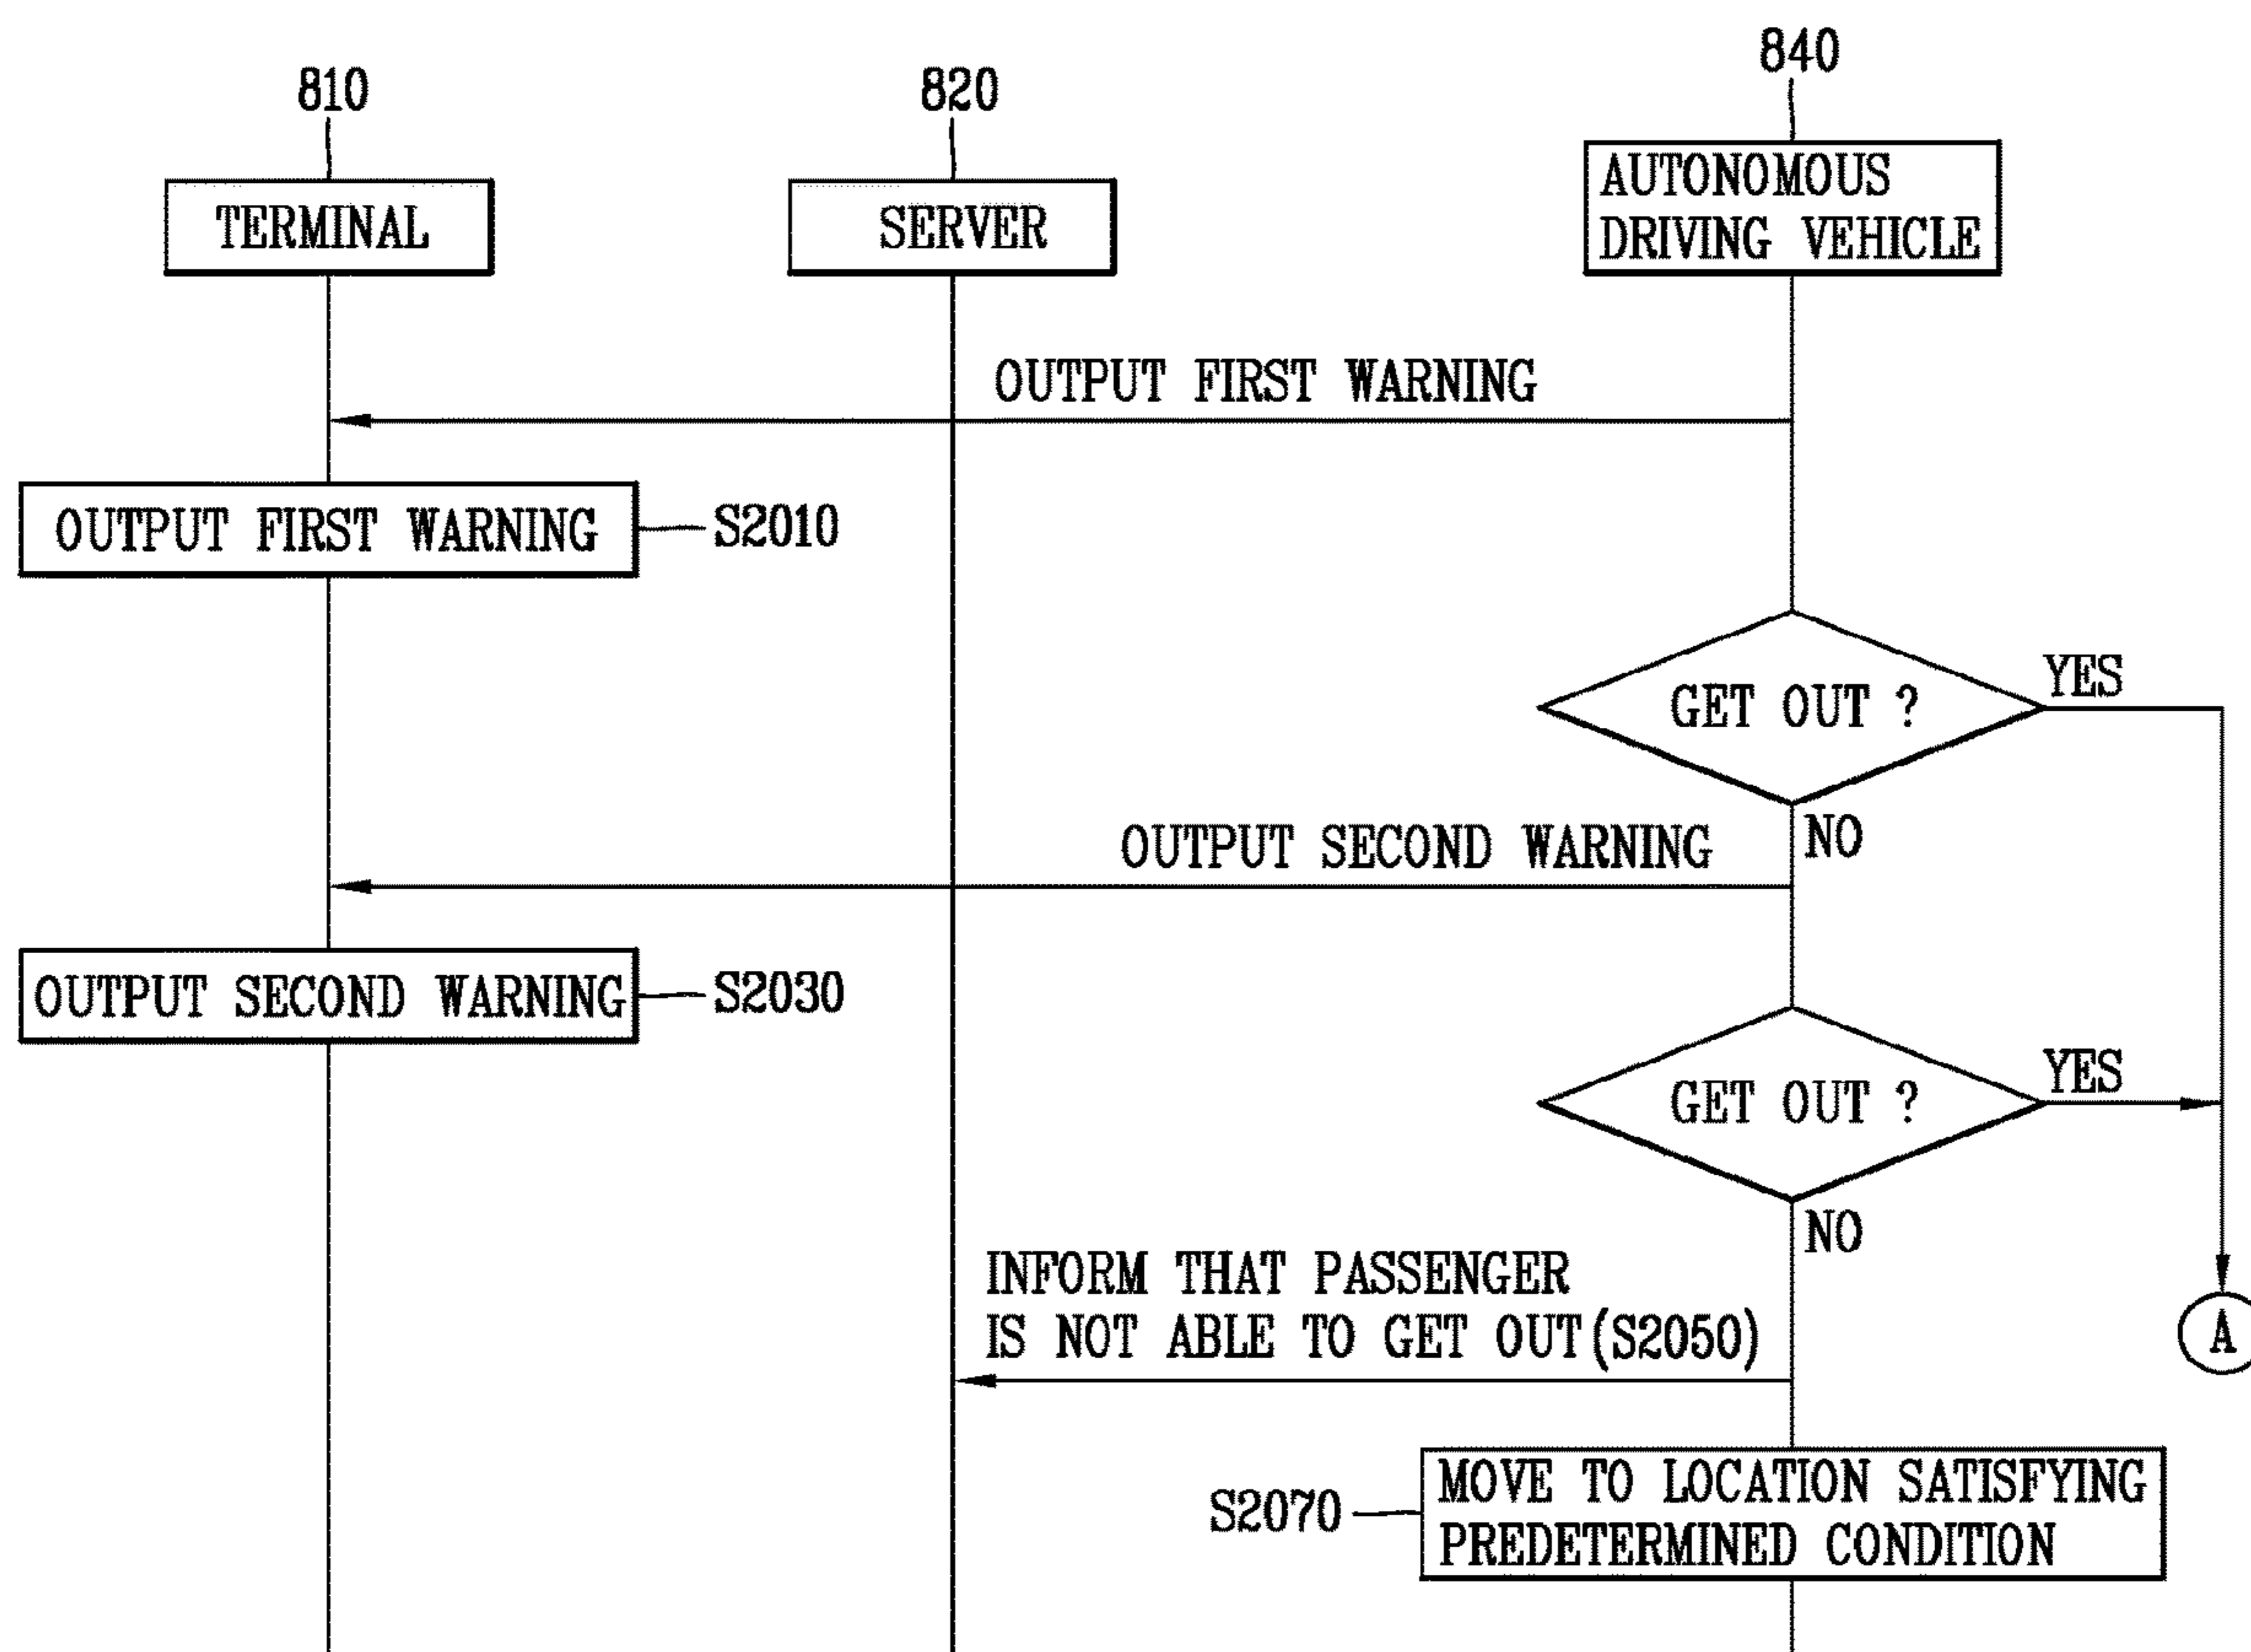 810
820
840
TERMINAL
SERVER
AUTONOMOUS
DRIVING VEHICLE
OUTPUT FIRST WARNING
OUTPUT FIRST WARNING
S2010
GET OUT ?
YES
NO
OUTPUT SECOND WARNING
OUTPUT SECOND WARNING
S2030
GET OUT ?
YES
NO
INFORM THAT PASSENGER
IS NOT ABLE TO GET OUT(S2050)
A
S2070
MOVE TO LOCATION SATISFYING
PREDETERMINED CONDITION